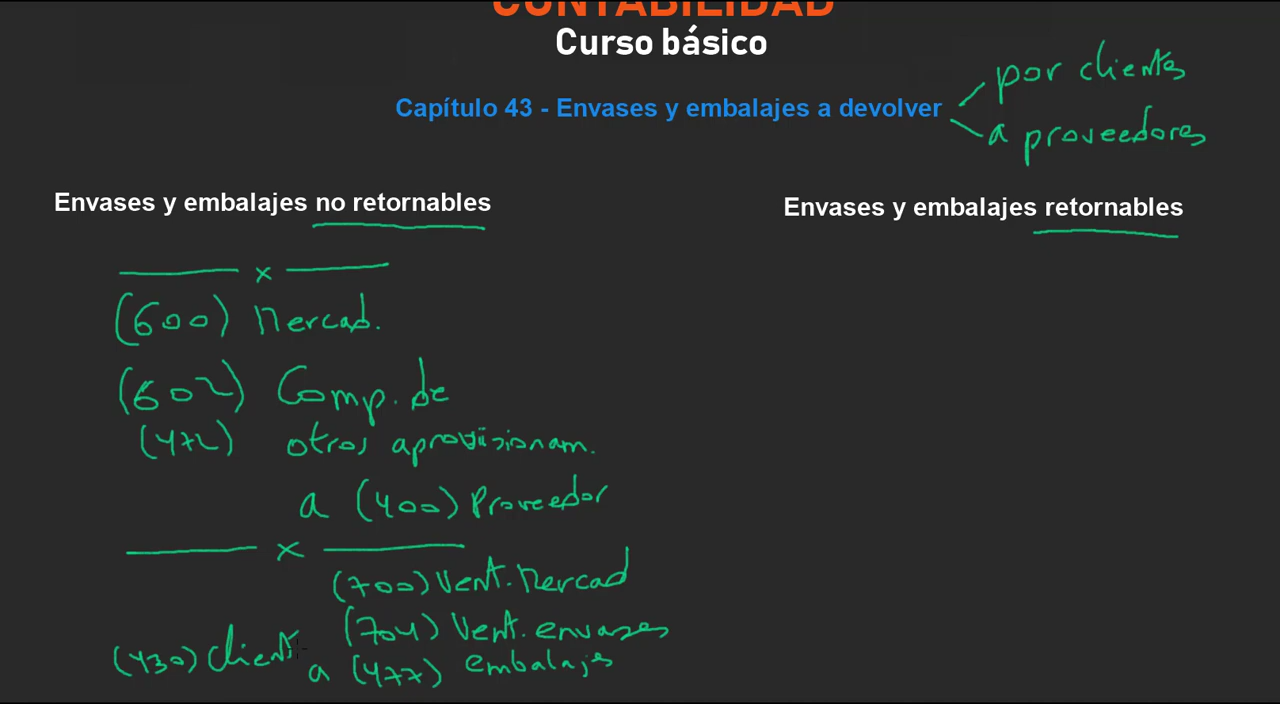 CONTABILIDAD
Curso básico
Capítulo 43 - Envases y embalajes a devolver
por clientes
a proveedores
Envases y embalajes no retornables
x
(600) Mercad.
(602) Comp. de
(472) otros aprovisionam.
a (400) Proveedor
x
(700) Vent. Mercad
(704) Vent. envases
(430) Client a (477) embalajes
Envases y embalajes retornables